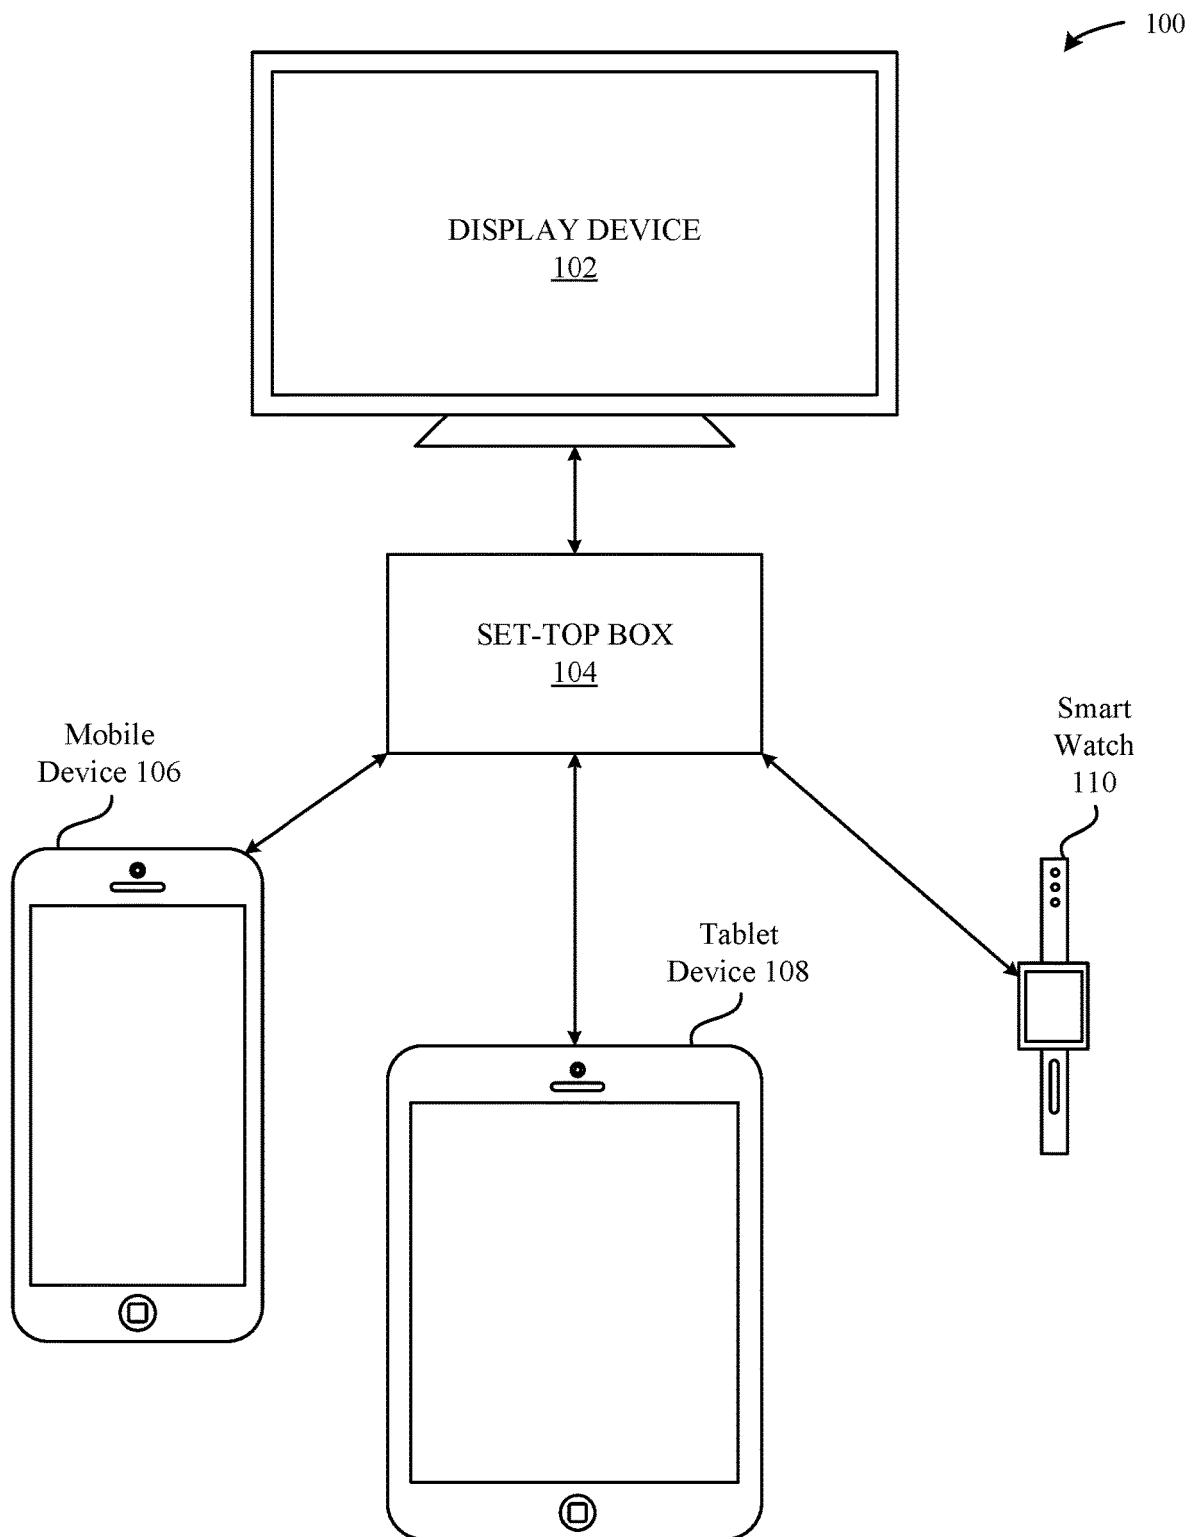 100
DISPLAY DEVICE
102
SET-TOP BOX
104
Mobile
Device 106
Smart
Watch
110
Tablet
Device 108